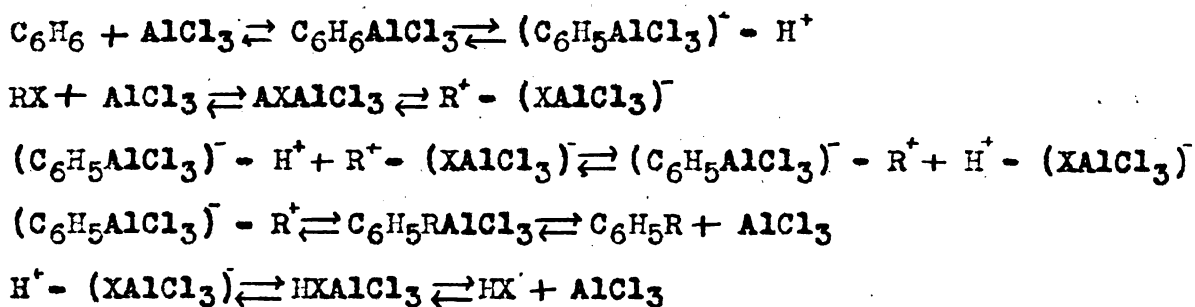 C₆H₆ + AlCl₃ ⇄ C₆H₆AlCl₃ ⇄ (C₆H₅AlCl₃)⁻ - H⁺
RX + AlCl₃ ⇄ AXAlCl₃ ⇄ R⁺ - (XAlCl₃)⁻
(C₆H₅AlCl₃)⁻ - H⁺ + R⁺ - (XAlCl₃)⁻ ⇄ (C₆H₅AlCl₃)⁻ - R⁺ + H⁺ - (XAlCl₃)⁻
(C₆H₅AlCl₃)⁻ - R⁺ ⇄ C₆H₅RAlCl₃ ⇄ C₆H₅R + AlCl₃
H⁺ - (XAlCl₃)⁻ ⇄ HXAlCl₃ ⇄ HX + AlCl₃